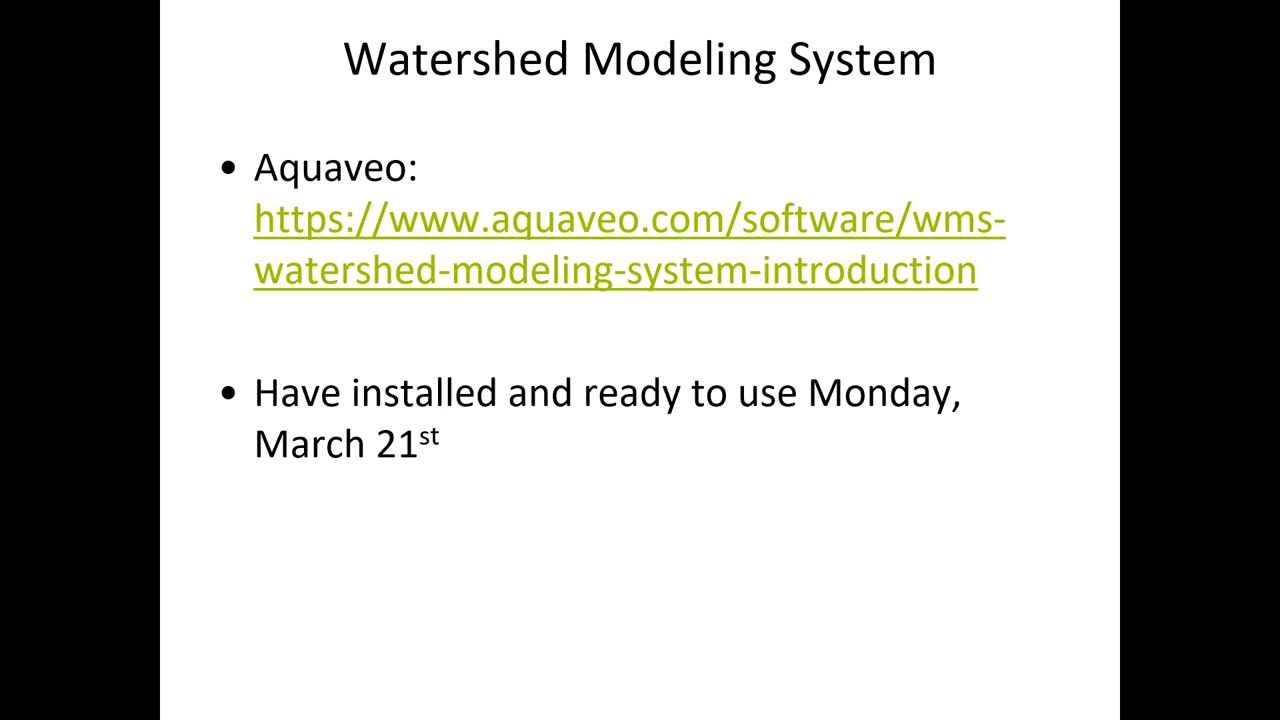 Watershed Modeling System
• Aquaveo:
https://www.aquaveo.com/software/wms-
watershed-modeling-system-introduction
• Have installed and ready to use Monday,
March 21st